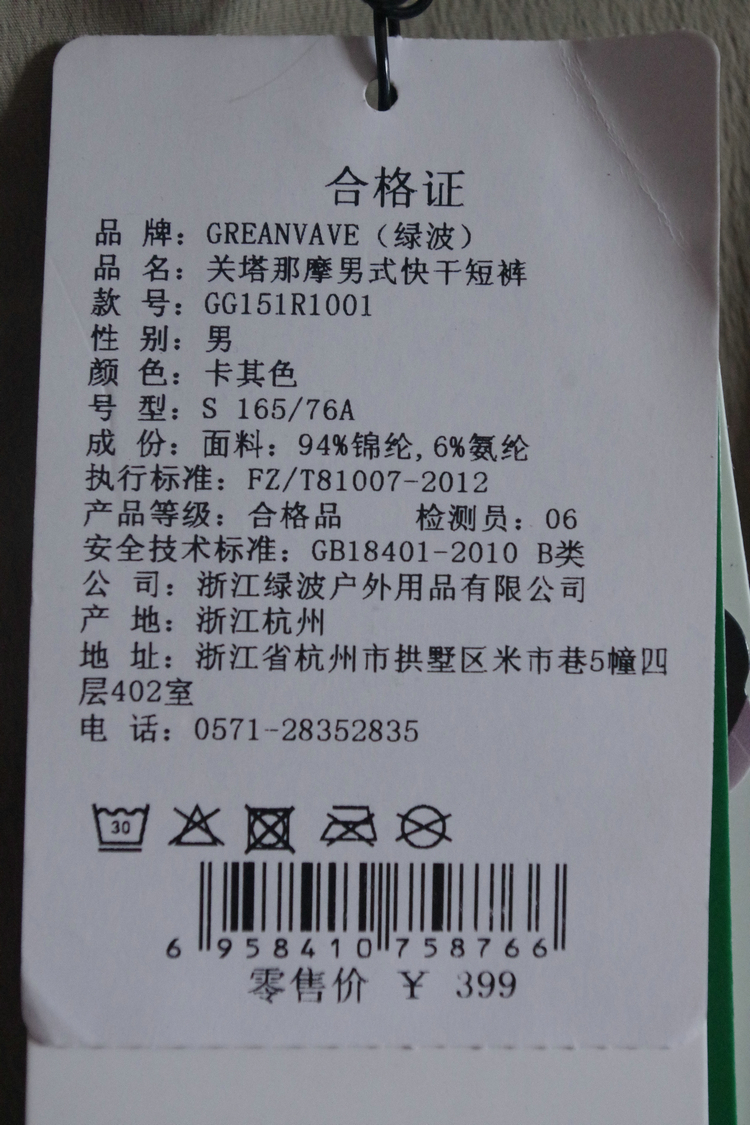 合格证
品 牌：GREANVAVE（绿波）
品 名：关塔那摩男式快干短裤
款 号：GG151R1001
性 别：男
颜 色：卡其色
号 型：S 165/76A
成 份：面料：94%锦纶,6%氨纶
执行标准：FZ/T81007-2012
产品等级：合格品 检测员：06
安全技术标准：GB18401-2010 B类
公 司：浙江绿波户外用品有限公司
产 地：浙江杭州
地 址：浙江省杭州市拱墅区米市巷5幢四
层402室
电 话：0571-28352835
30
6 958410 758766
零售价 ￥ 399